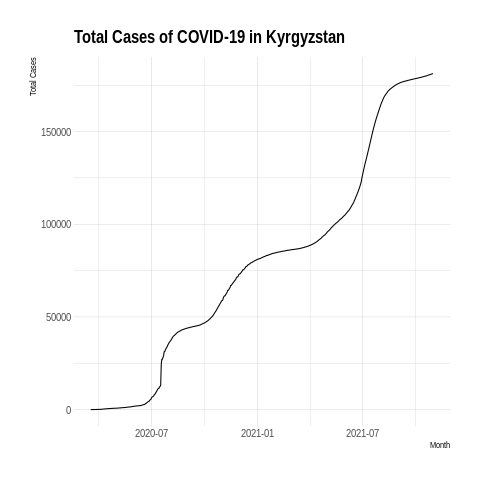 Total Cases of COVID-19 in Kyrgyzstan
Total Cases
150000
100000
50000
0
2020-07 2021-01 2021-07
Month